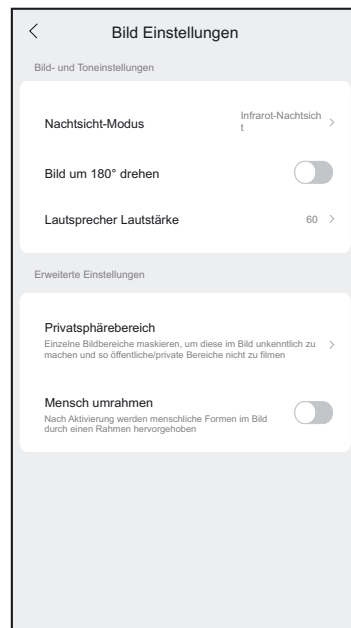 Bild Einstellungen
Bild- und Toneinstellungen
Nachtsicht-Modus
Infrarot-Nachtsich
t
Bild um 180° drehen
Lautsprecher Lautstärke
60
Erweiterte Einstellungen
Privatsphärebereich
Einzelne Bildbereiche maskieren, um diese im Bild unkenntlich zu
machen und so öffentliche/private Bereiche nicht zu filmen
Mensch umrahmen
Nach Aktivierung werden menschliche Formen im Bild
durch einen Rahmen hervorgehoben